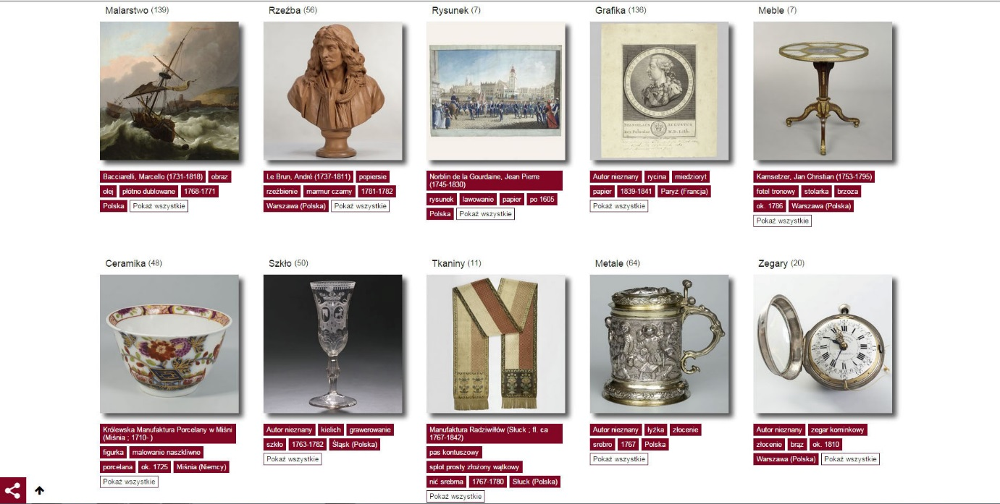 Malarstwo (139)
Rzeźba (56)
Rysunek (7)
Grafika (136)
Meble (7)
Bacciarelli, Marcello (1731-1818) obraz
olej płótno dublowane 1768-1771
Polska Pokaż wszystkie
Le Brun, André (1737-1811) popiersie
rzeźbienie marmur czarny 1781-1782
Warszawa (Polska) Pokaż wszystkie
Norblin de la Gourdaine, Jean Pierre
(1745-1830)
rysunek lawowanie papier po 1605
Polska Pokaż wszystkie
STANISLAUS AUGUSTUS
Autor nieznany rycina miedzioryt
papier 1839-1841 Paryż (Francja)
Pokaż wszystkie
Kamsetzer, Jan Christian (1753-1795)
fotel tronowy stolarka brzoza
ok. 1786 Warszawa (Polska)
Pokaż wszystkie
Ceramika (48)
Szkło (50)
Tkaniny (11)
Metale (64)
Zegary (20)
Królewska Manufaktura Porcelany w Miśni
(Miśnia ; 1710- )
figurka malowanie naszkliwne
porcelana ok. 1725 Miśnia (Niemcy)
Pokaż wszystkie
Autor nieznany kielich grawerowanie
szkło 1763-1782 Śląsk (Polska)
Pokaż wszystkie
Manufaktura Radziwiłłów (Słuck ; fl. ca
1767-1842)
pas kontuszowy
splot prosty złożony wątkowy
nić srebrna 1767-1780 Słuck (Polska)
Pokaż wszystkie
Autor nieznany łyżka złocenie
srebro 1767 Polska
Pokaż wszystkie
Autor nieznany zegar kominkowy
złocenie brąz ok. 1810
Warszawa (Polska) Pokaż wszystkie